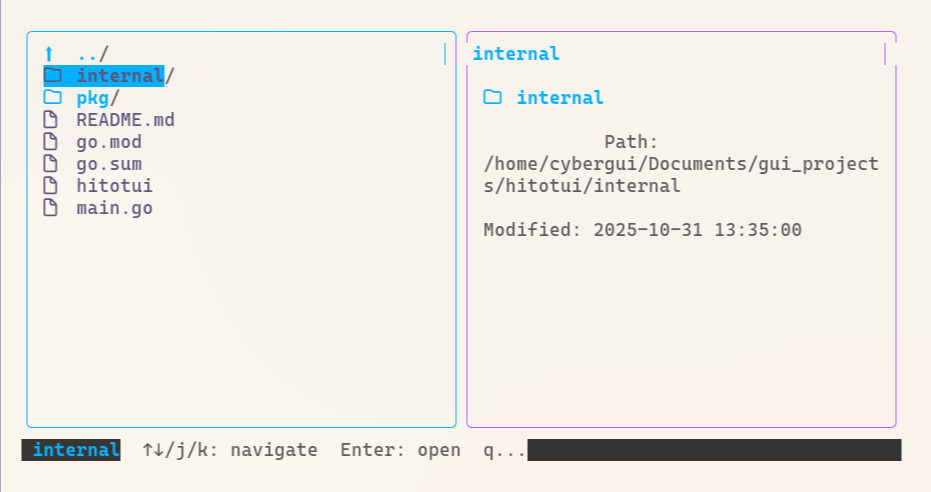 ../
internal/
pkg/
README.md
go.mod
go.sum
hitotui
main.go
internal
internal
Path:
/home/cybergui/Documents/gui_project
s/hitotui/internal
Modified: 2025-10-31 13:35:00
internal ↑↓/j/k: navigate Enter: open q...